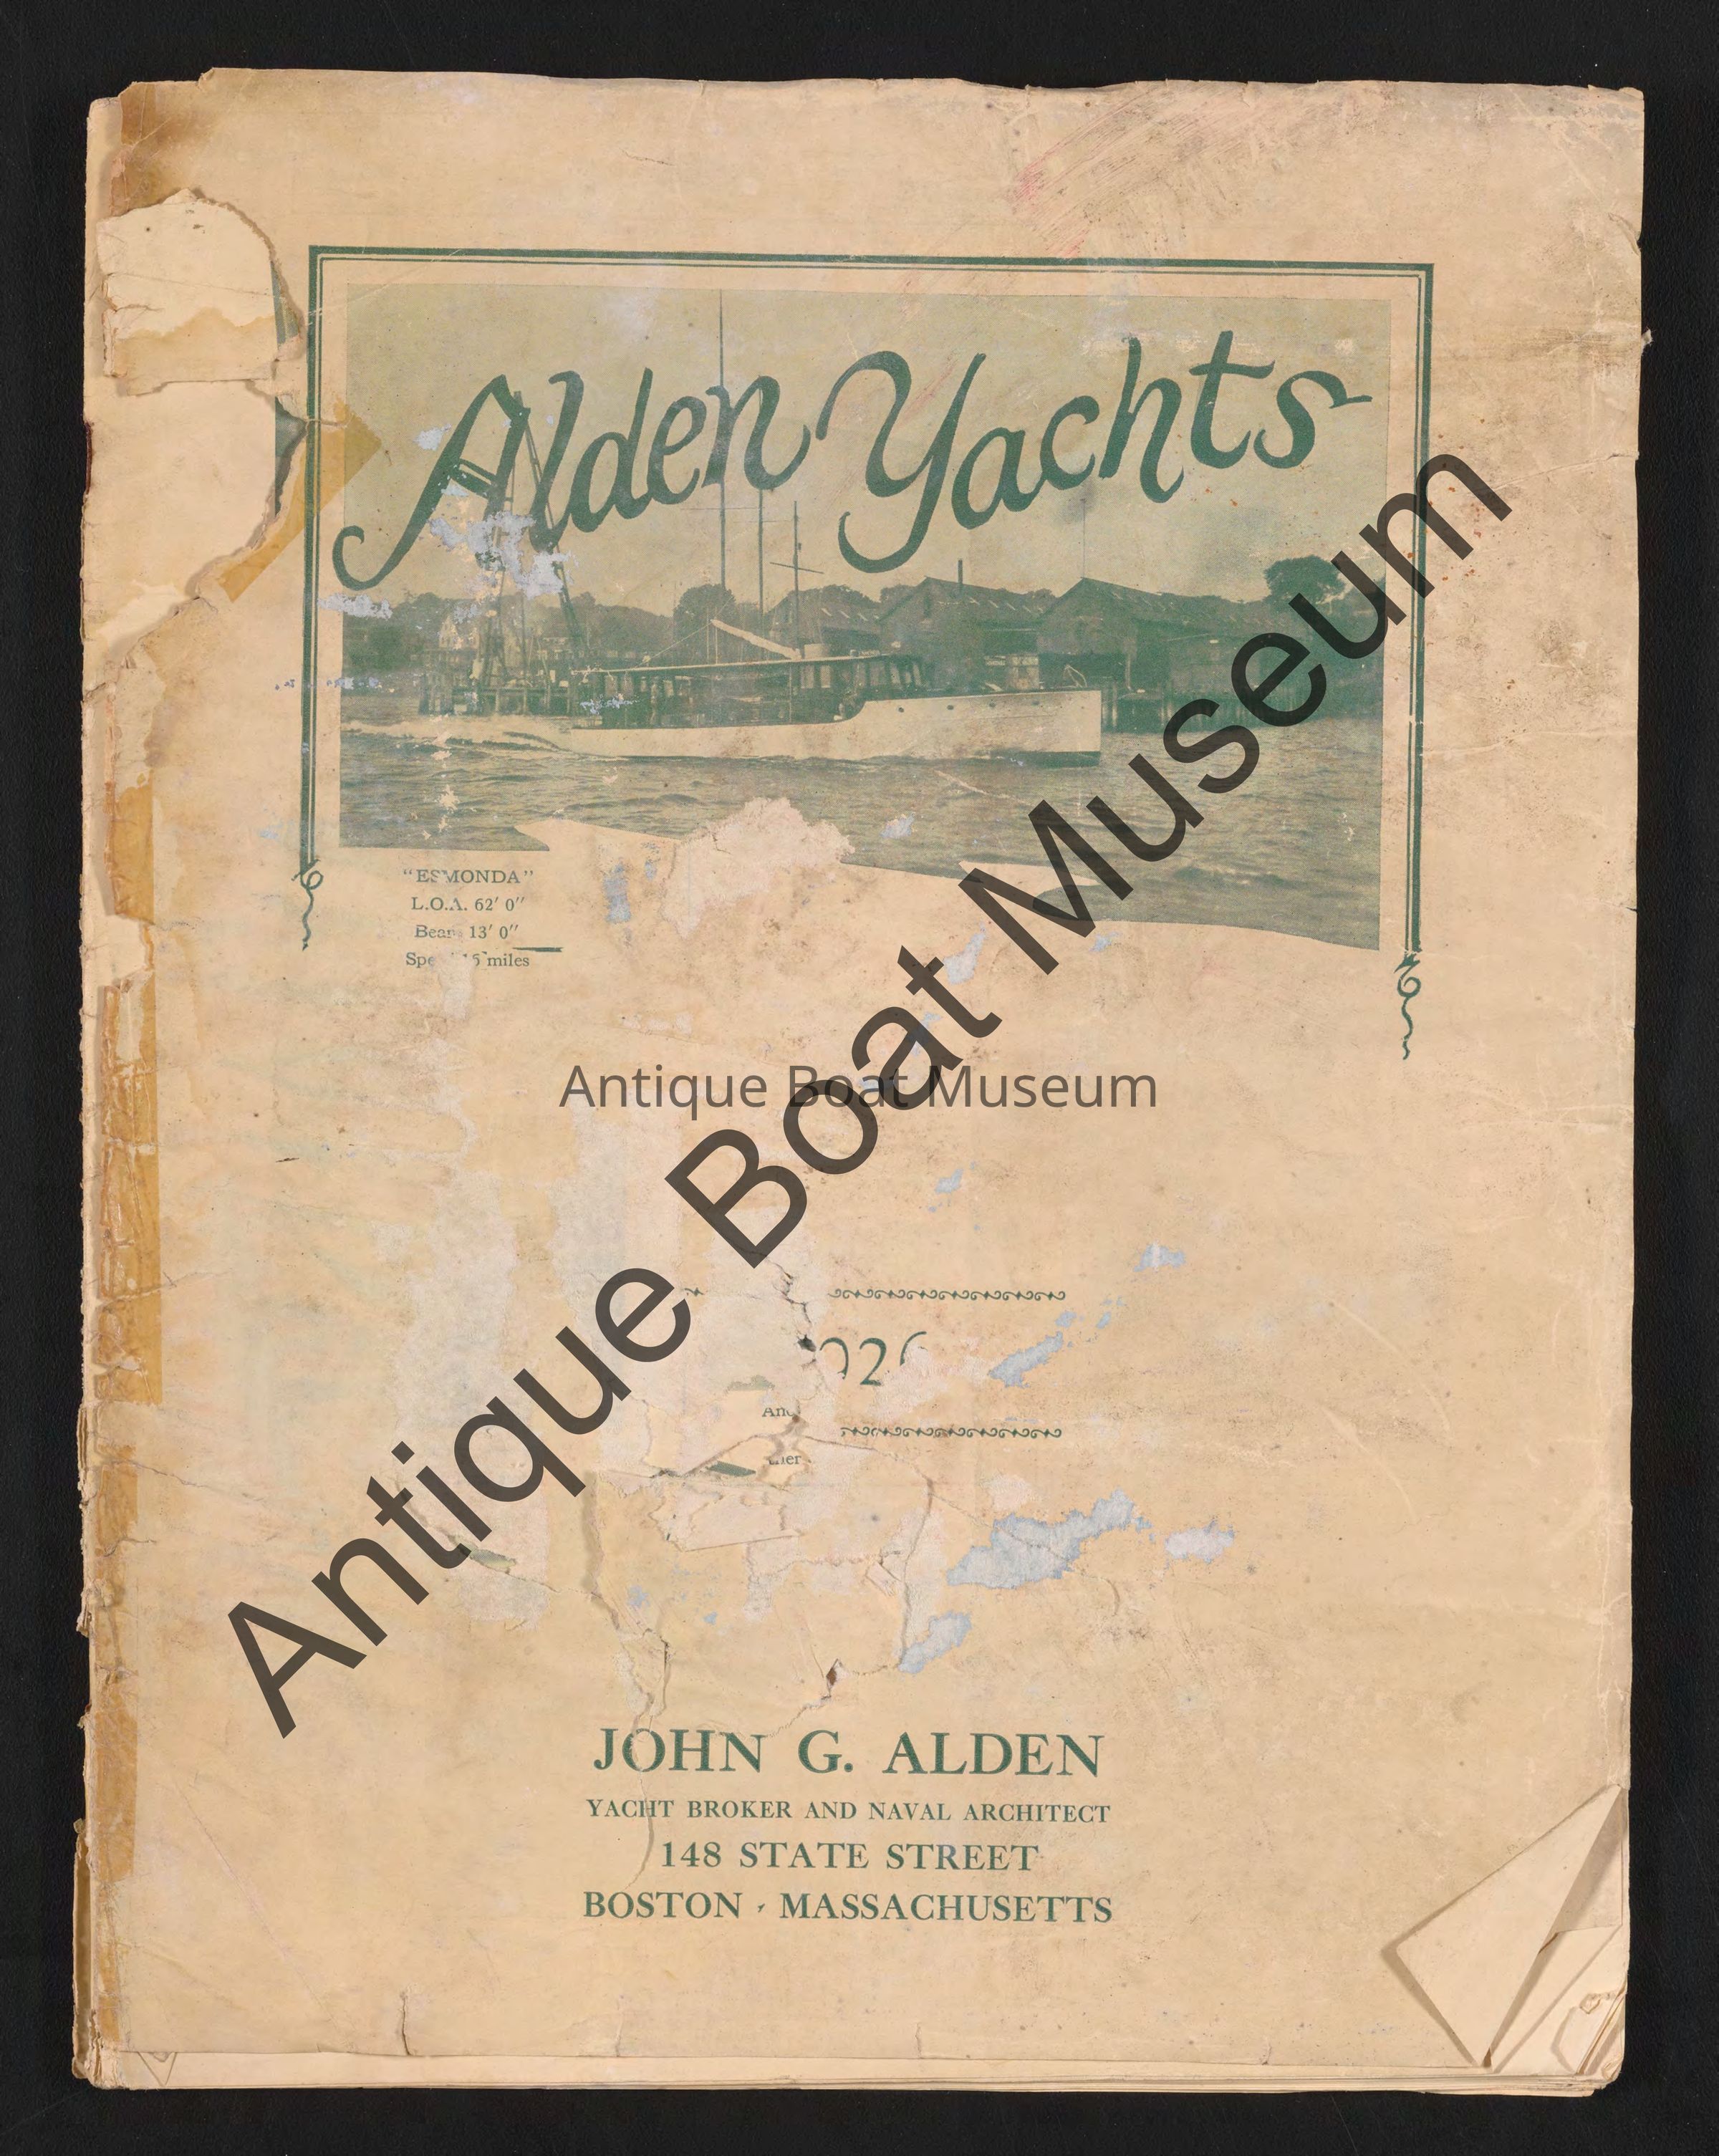 Alden Yachts
"ESMONDA"
L.O.A. 62' 0"
Beam 13' 0"
miles
Antique Boat Museum
Antique Boat Museum
JOHN G. ALDEN
YACHT BROKER AND NAVAL ARCHITECT
148 STATE STREET
BOSTON - MASSACHUSETTS